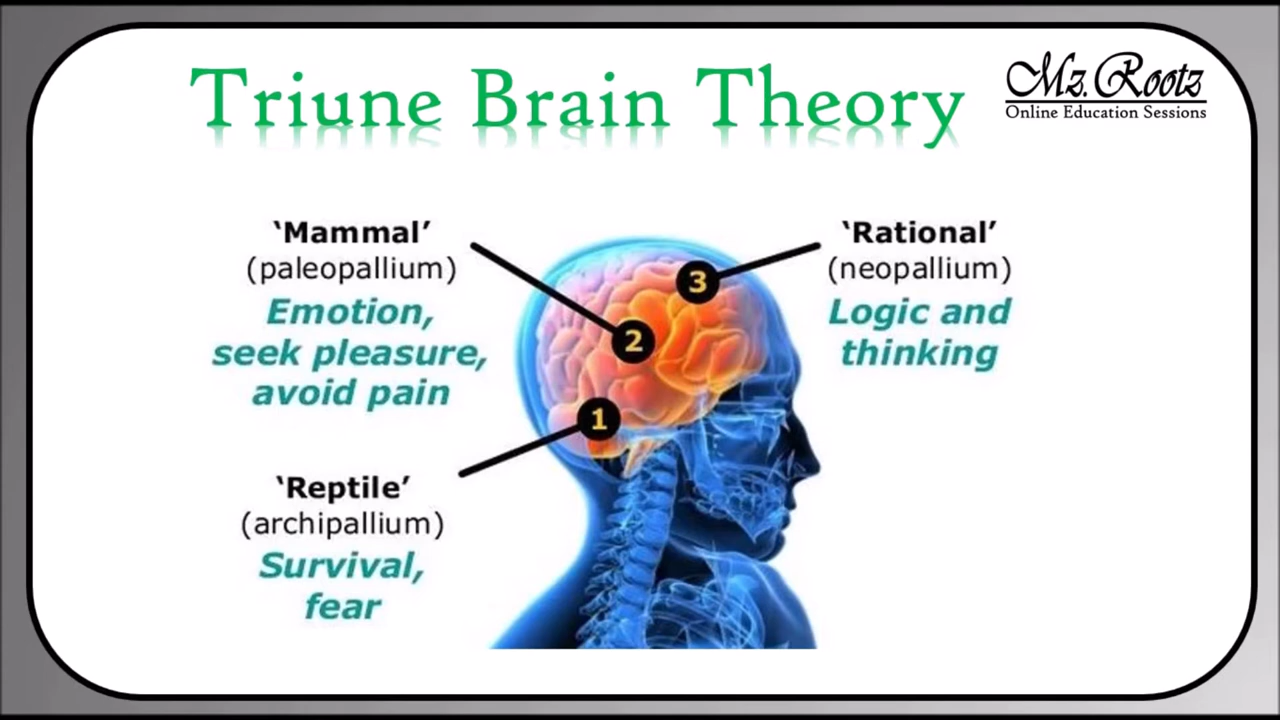 Triune Brain Theory
Mz. Rootz
Online Education Sessions
‘Mammal’
(paleopallium)
Emotion,
seek pleasure,
avoid pain
‘Rational’
(neopallium)
Logic and
thinking
3
2
1
‘Reptile’
(archipallium)
Survival,
fear